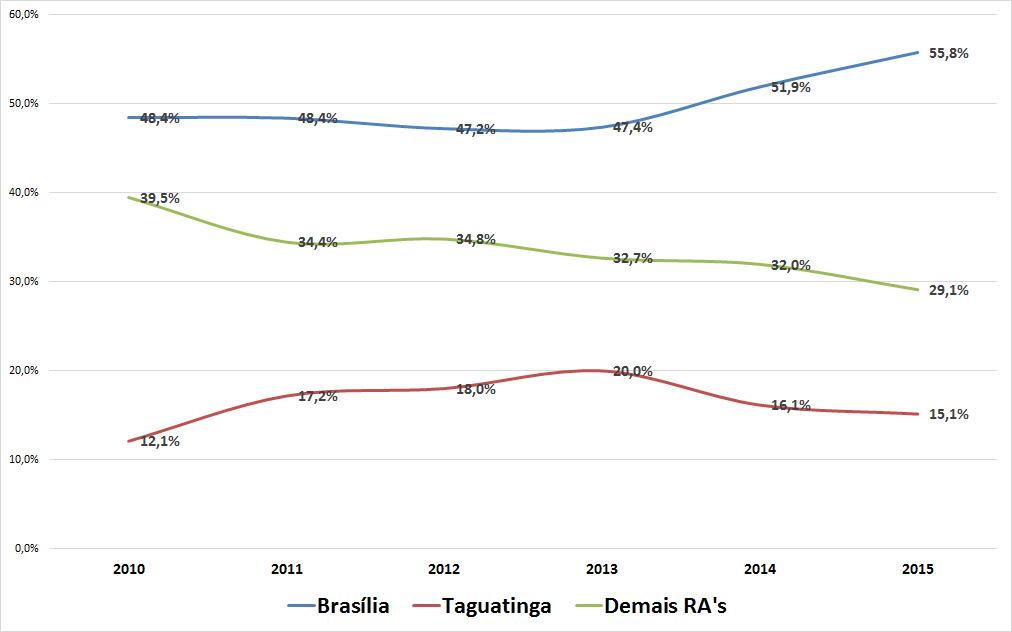 60,0%
55,8%
51,9%
50,0%
48,4% 48,4% 47,2% 47,4%
40,0%
39,5%
34,4% 34,8% 32,7% 32,0%
30,0%
29,1%
20,0%
17,2% 18,0% 20,0% 16,1% 15,1%
12,1%
10,0%
0,0%
2010 2011 2012 2013 2014 2015
Brasília Taguatinga Demais RA's